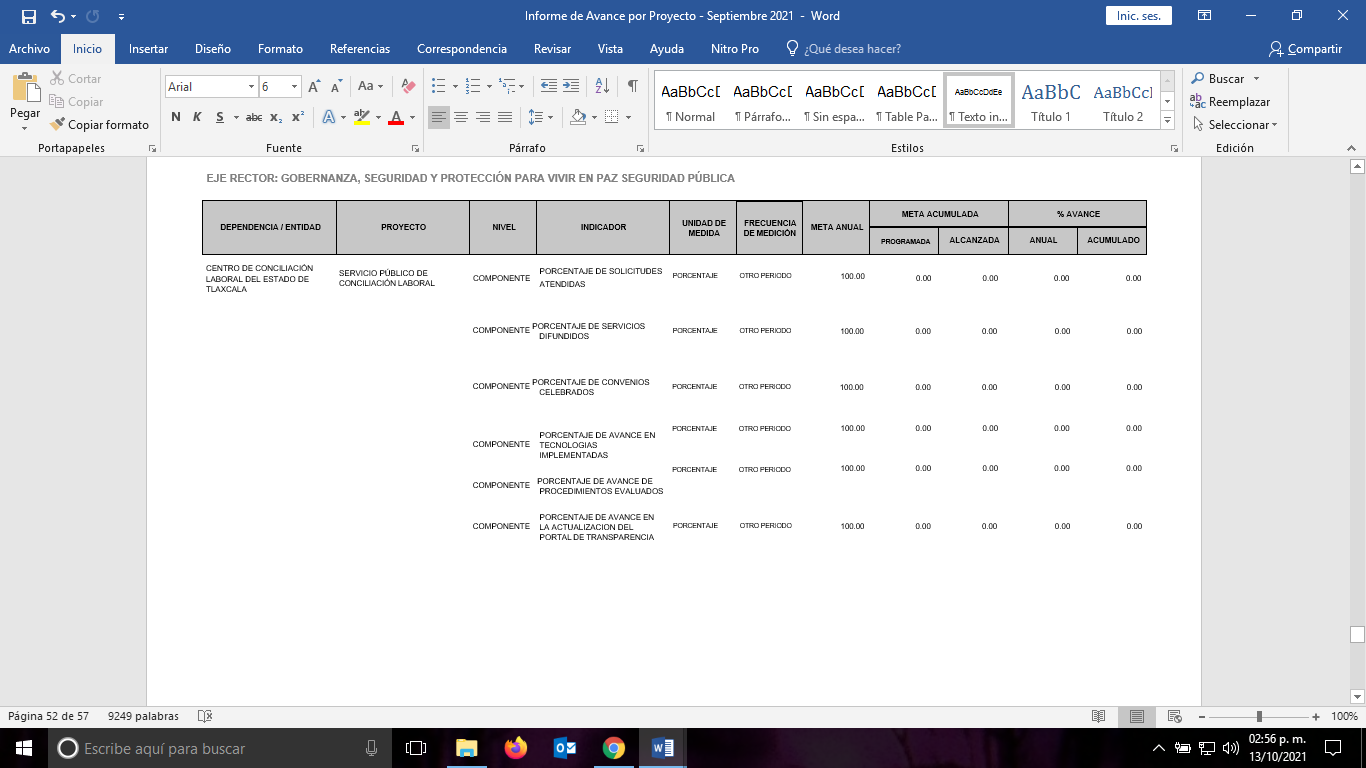 Informe de Avance por Proyecto - Septiembre 2021 - Word
Inic. ses.
Archivo Inicio Insertar Diseño Formato Referencias Correspondencia Revisar Vista Ayuda Nitro Pro ¿Qué desea hacer? Compartir
Pegar
Cortar
Copiar
Copiar formato
Portapapeles
Arial 6
N K S abc x₂ x²
Fuente
Párrafo
AaBbCcD AaBbCcD AaBbCcD AaBbCcD AaBbCcDdEe AaBbC AaBbCcI
¶ Normal ¶ Párrafo... ¶ Sin espa... ¶ Table Pa... ¶ Texto in... Título 1 Título 2
Estilos
Buscar
Reemplazar
Seleccionar
Edición
EJE RECTOR: GOBERNANZA, SEGURIDAD Y PROTECCIÓN PARA VIVIR EN PAZ SEGURIDAD PÚBLICA
DEPENDENCIA / ENTIDAD PROYECTO NIVEL INDICADOR UNIDAD DE MEDIDA FRECUENCIA DE MEDICIÓN META ANUAL META ACUMULADA % AVANCE
PROGRAMADA ALCANZADA ANUAL ACUMULADO
CENTRO DE CONCILIACIÓN
LABORAL DEL ESTADO DE
TLAXCALA
SERVICIO PÚBLICO DE
CONCILIACIÓN LABORAL
COMPONENTE
PORCENTAJE DE SOLICITUDES
ATENDIDAS
PORCENTAJE OTRO PERIODO 100.00 0.00 0.00 0.00 0.00
COMPONENTE PORCENTAJE DE SERVICIOS
DIFUNDIDOS
PORCENTAJE OTRO PERIODO 100.00 0.00 0.00 0.00 0.00
COMPONENTE PORCENTAJE DE CONVENIOS
CELEBRADOS
PORCENTAJE OTRO PERIODO 100.00 0.00 0.00 0.00 0.00
COMPONENTE
PORCENTAJE DE AVANCE EN
TECNOLOGIAS
IMPLEMENTADAS
PORCENTAJE OTRO PERIODO 100.00 0.00 0.00 0.00 0.00
COMPONENTE PORCENTAJE DE AVANCE DE
PROCEDIMIENTOS EVALUADOS
PORCENTAJE OTRO PERIODO 100.00 0.00 0.00 0.00 0.00
COMPONENTE
PORCENTAJE DE AVANCE EN
LA ACTUALIZACION DEL
PORTAL DE TRANSPARENCIA
PORCENTAJE OTRO PERIODO 100.00 0.00 0.00 0.00 0.00
Página 52 de 57 9249 palabras 100%
Escribe aquí para buscar
02:56 p. m.
13/10/2021